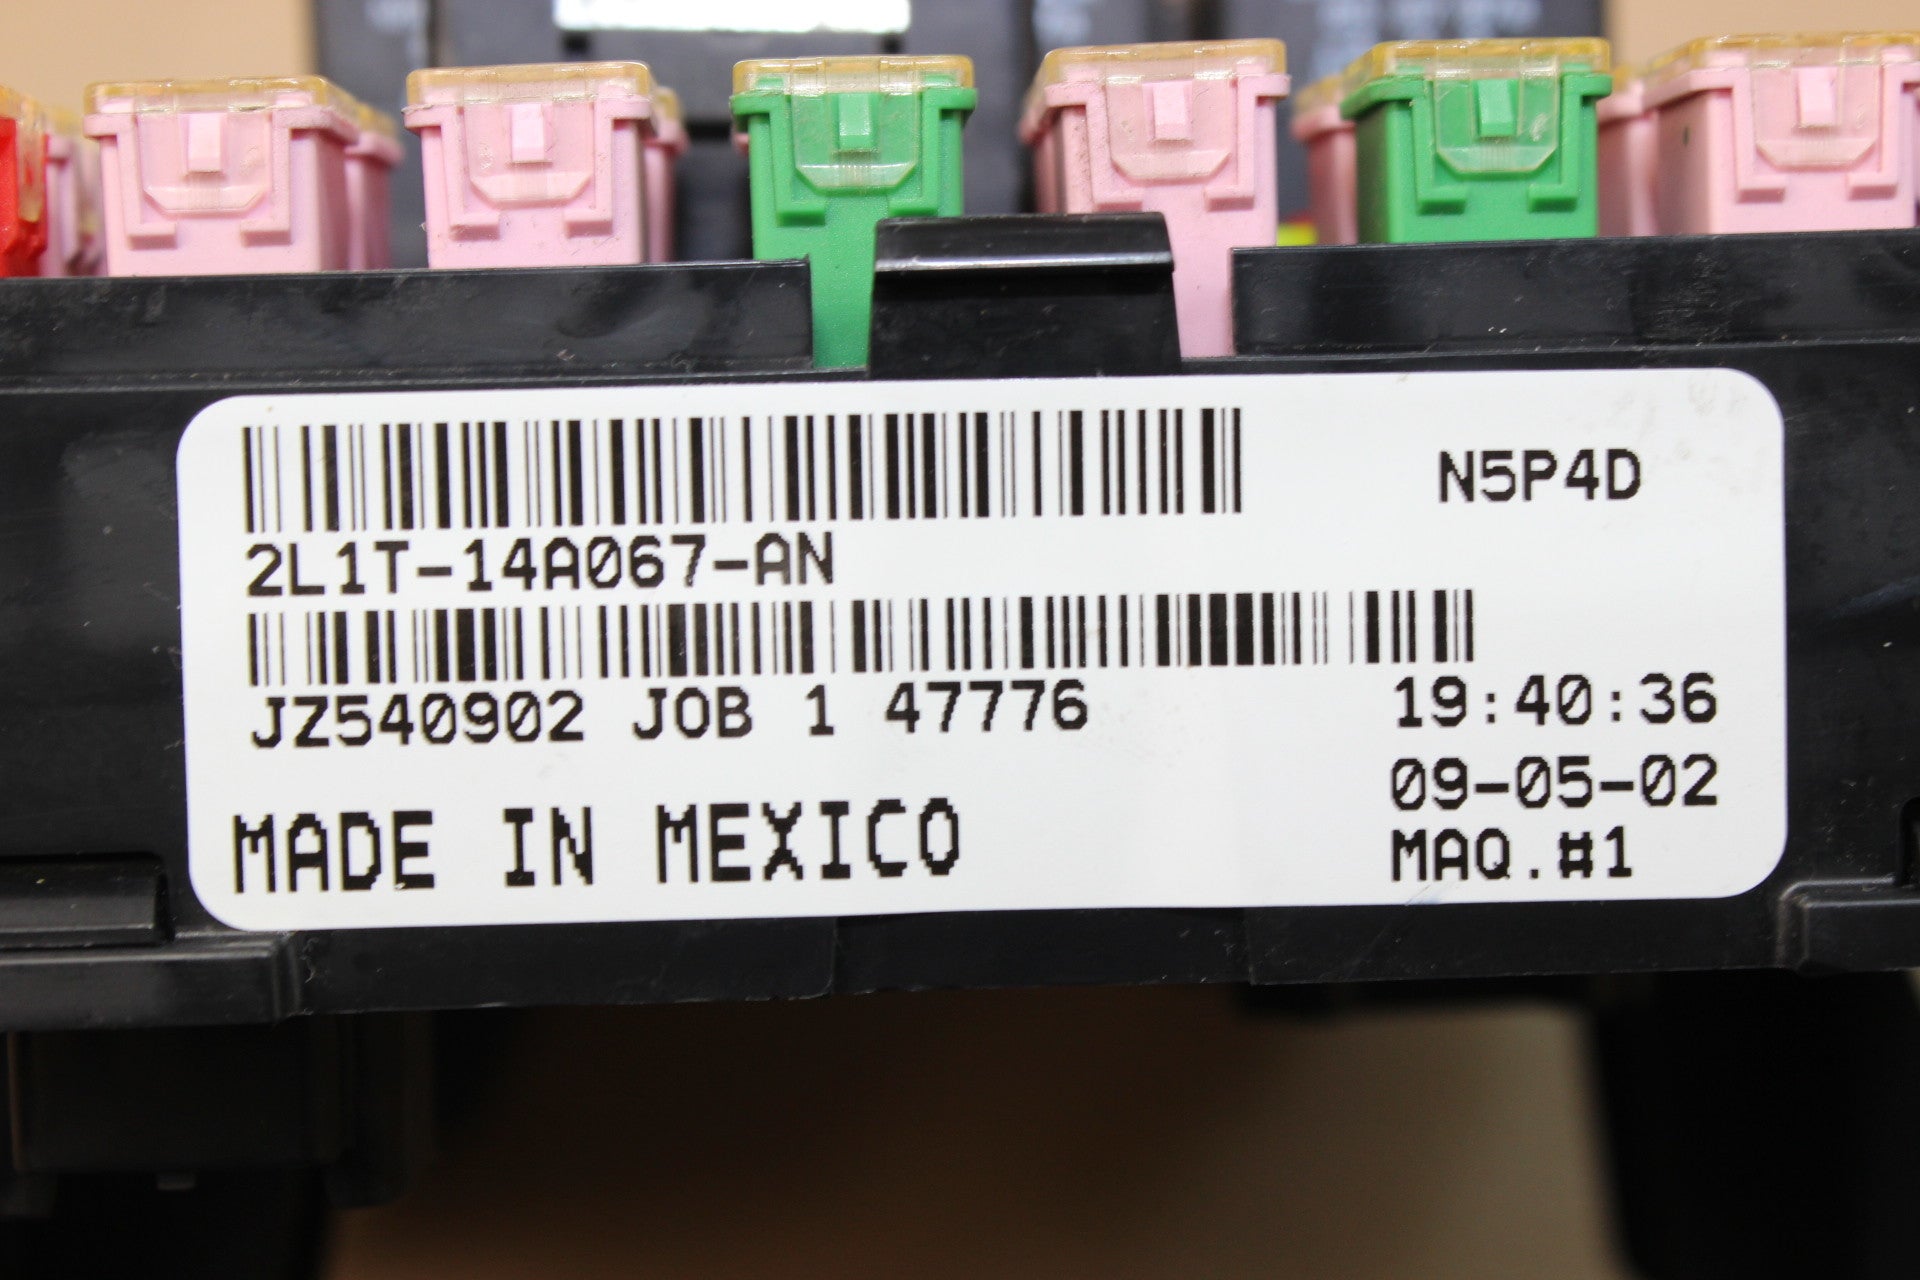 N5P4D
2L1T-14A067-AN
JZ540902 JOB 1 47776
19:40:36
09-05-02
MADE IN MEXICO
MAQ.#1